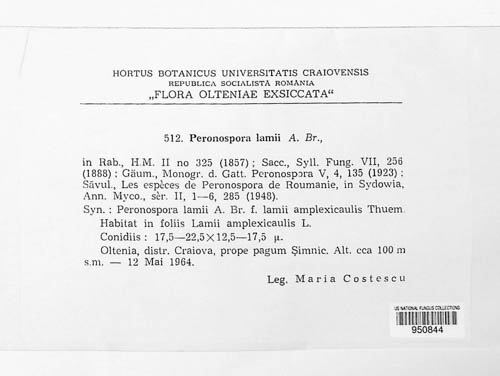 HORTUS BOTANICUS UNIVERSITATIS CRAIOVENSIS
REPUBLICA SOCIALISTĂ ROMÂNIA
„FLORA OLTENIAE EXSICCATA“
512. Peronospora lamii A. Br.,
in Rab., H.M. II no 325 (1857) ; Sacc., Syll. Fung. VII, 256
(1888) ; Gäum., Monogr. d. Gatt. Peronospora V, 4, 135 (1923) ;
Săvul., Les espèces de Peronospora de Roumanie, in Sydowia,
Ann. Myco., sèr. II, 1—6, 285 (1948).
Syn. : Peronospora lamii A. Br. f. lamii amplexicaulis Thuem.
Habitat in foliis Lamii amplexicaulis L.
Conidiis : 17,5—22,5×12,5—17,5 µ.
Oltenia, distr. Craiova, prope pagum Șimnic. Alt. cca 100 m
s.m. — 12 Mai 1964.
Leg. Maria Costescu
US NATIONAL FUNGUS COLLECTIONS
950844